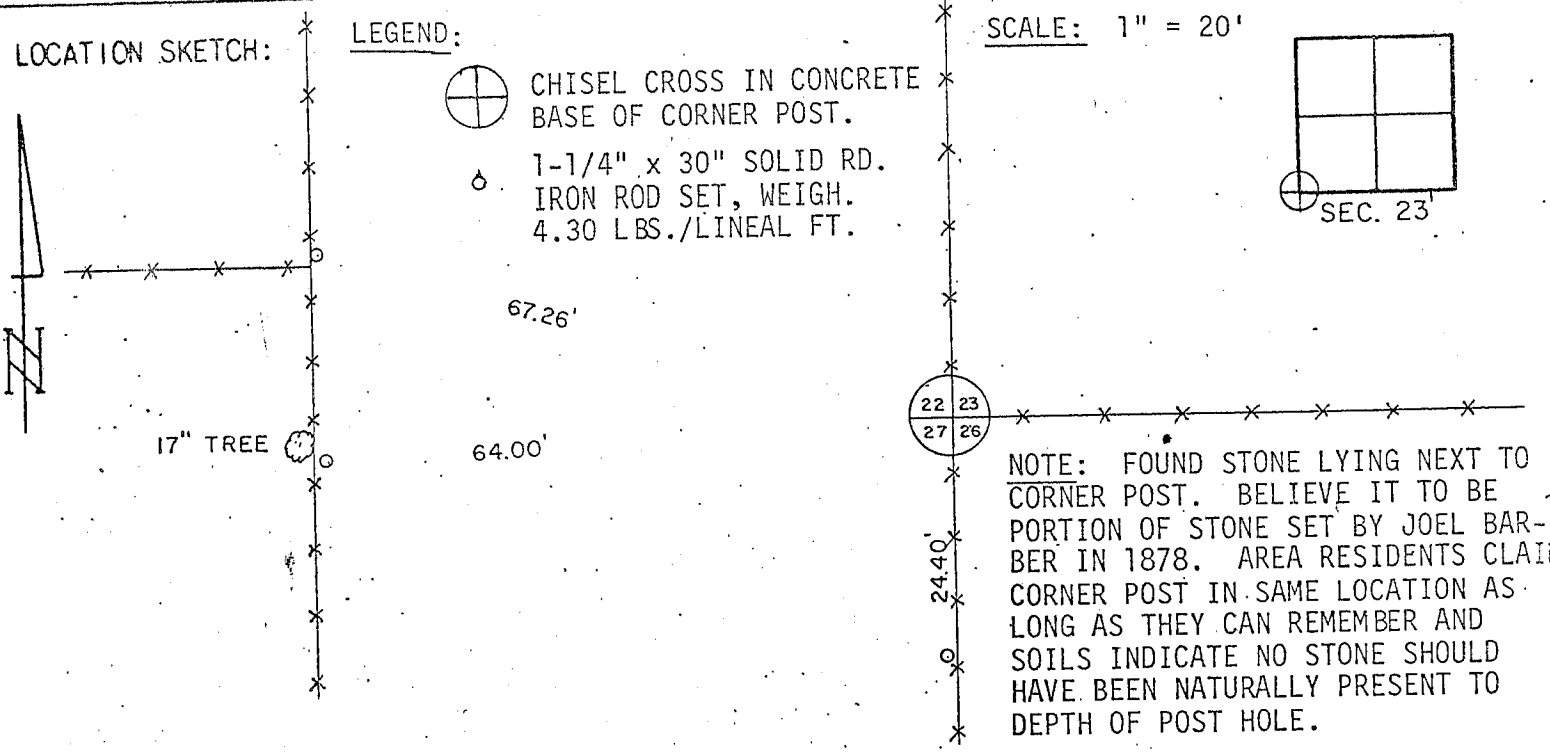 LOCATION SKETCH:
LEGEND:
CHISEL CROSS IN CONCRETE
BASE OF CORNER POST.
1-1/4" x 30" SOLID RD.
IRON ROD SET, WEIGH.
4.30 LBS./LINEAL FT.
SCALE: 1" = 20'
SEC. 23
N
67.26'
17" TREE
64.00'
22 23
27 26
24.40'
NOTE: FOUND STONE LYING NEXT TO
CORNER POST. BELIEVE IT TO BE
PORTION OF STONE SET BY JOEL BAR-
BER IN 1878. AREA RESIDENTS CLAI
CORNER POST IN SAME LOCATION AS
LONG AS THEY CAN REMEMBER AND
SOILS INDICATE NO STONE SHOULD
HAVE BEEN NATURALLY PRESENT TO
DEPTH OF POST HOLE.